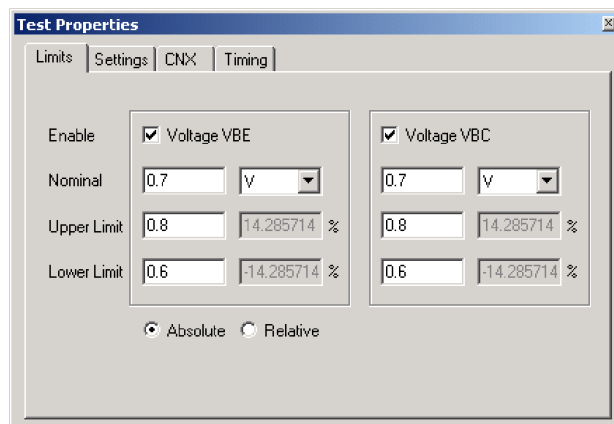 Test Properties
Limits Settings CNX Timing
Enable Voltage VBE Voltage VBC
Nominal 0.7 V 0.7 V
Upper Limit 0.8 14.285714 % 0.8 14.285714 %
Lower Limit 0.6 -14.285714 % 0.6 -14.285714 %
Absolute Relative